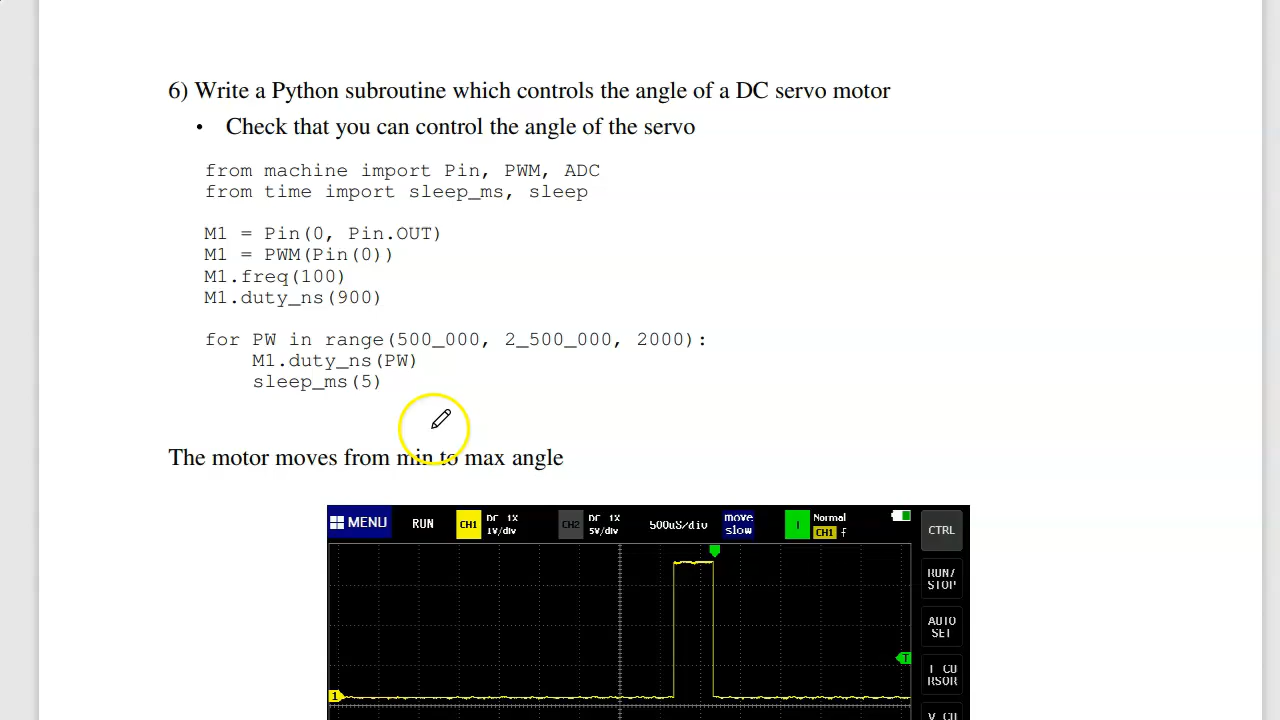 6) Write a Python subroutine which controls the angle of a DC servo motor
• Check that you can control the angle of the servo
from machine import Pin, PWM, ADC
from time import sleep_ms, sleep
M1 = Pin(0, Pin.OUT)
M1 = PWM(Pin(0))
M1.freq(100)
M1.duty_ns(900)
for PW in range(500_000, 2_500_000, 2000):
M1.duty_ns(PW)
sleep_ms(5)
The motor moves from min to max angle
MENU RUN CH1 DC 1X 1V/div CH2 DC 1X 5V/div 500uS/div move slow Normal CH1 CTRL
RUN/
STOP
AUTO
SET
T
T CU
RSOR
1
V CU